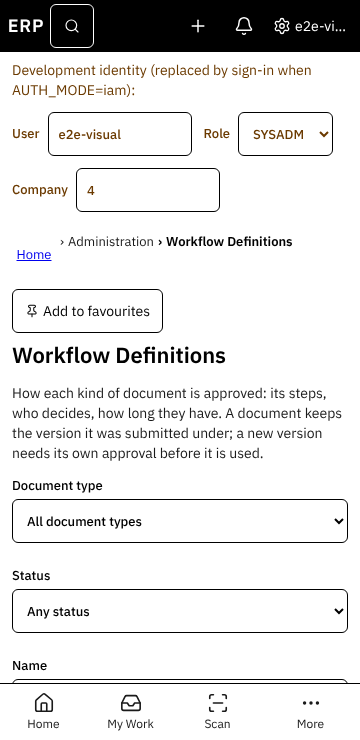 ERP
e2e-vi...
Development identity (replaced by sign-in when
AUTH_MODE=iam):
User e2e-visual Role SYSADM
Company 4
Home › Administration › Workflow Definitions
Add to favourites
Workflow Definitions
How each kind of document is approved: its steps,
who decides, how long they have. A document keeps
the version it was submitted under; a new version
needs its own approval before it is used.
Document type
All document types
Status
Any status
Name
Home My Work Scan More